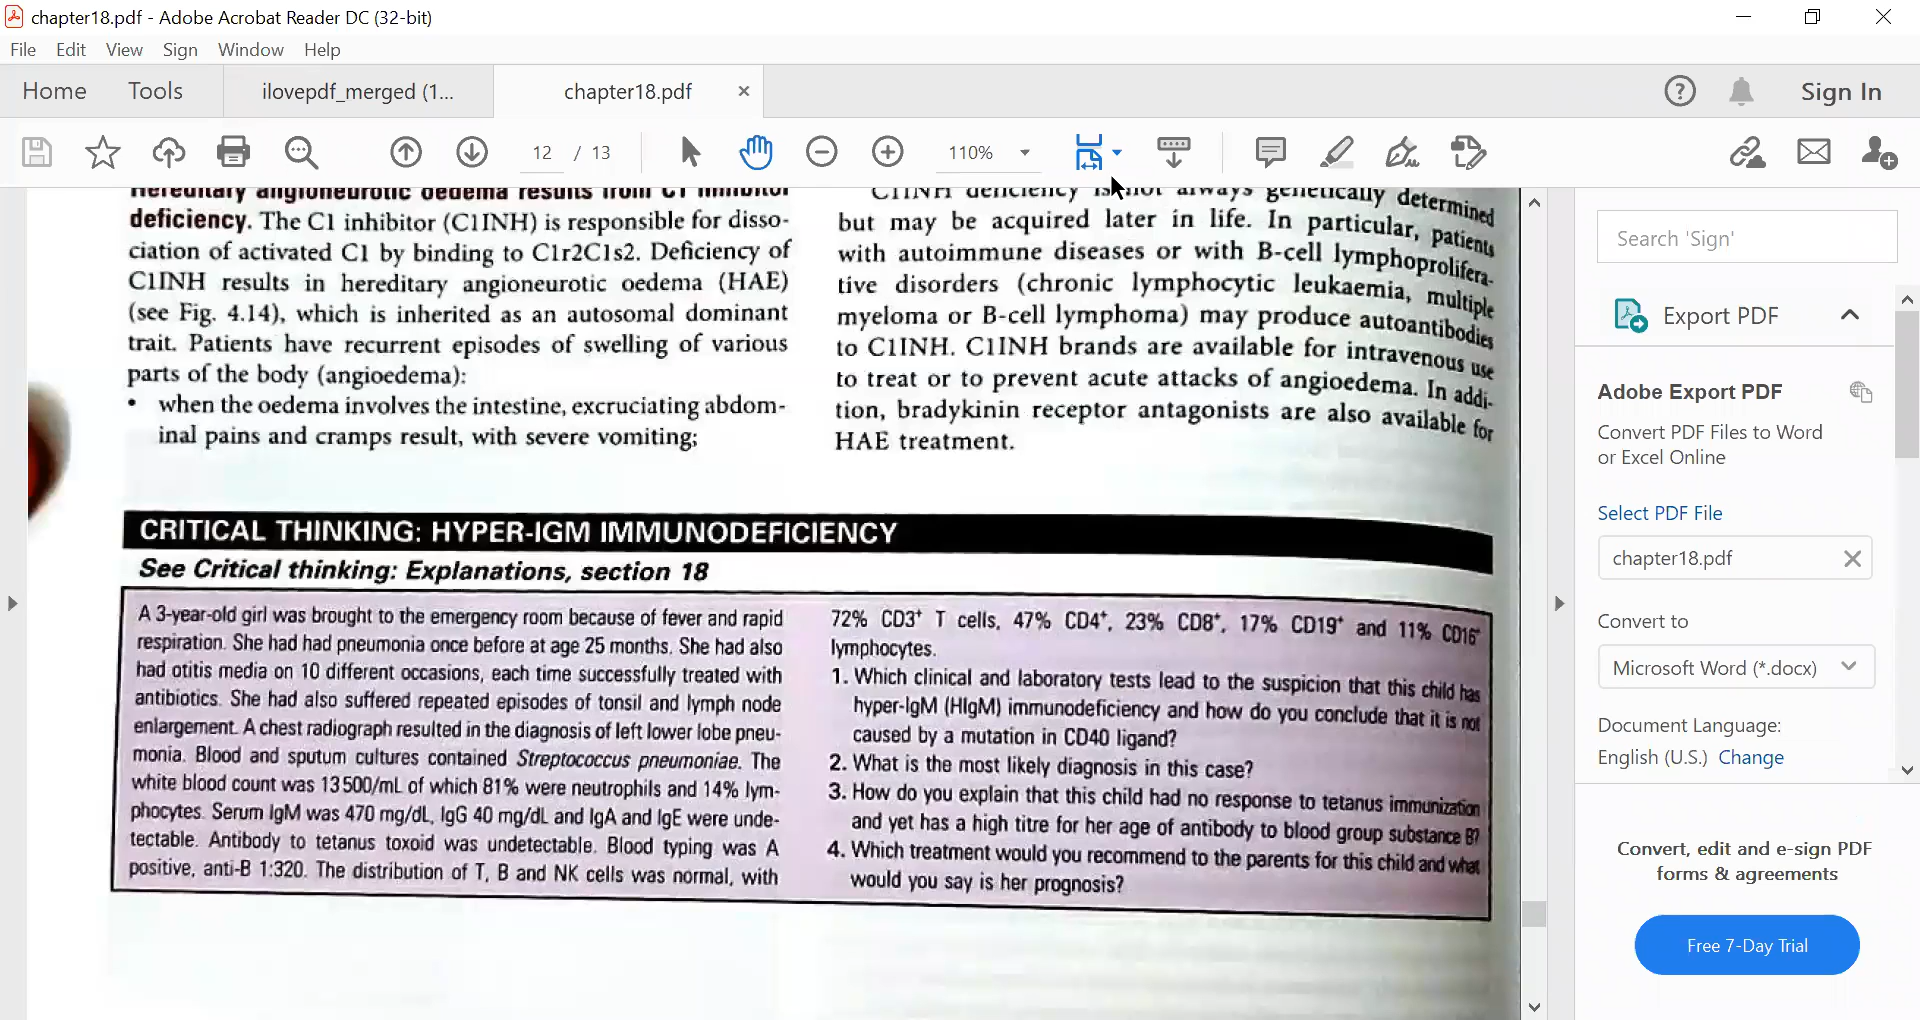 chapter18.pdf - Adobe Acrobat Reader DC (32-bit)
File Edit View Sign Window Help
Home Tools ilovepdf_merged (1... chapter18.pdf × Sign In
12 / 13 110%
Hereditary angioneurotic oedema results from C1 inhibitor
deficiency. The C1 inhibitor (C1INH) is responsible for disso-
ciation of activated C1 by binding to C1r2C1s2. Deficiency of
C1INH results in hereditary angioneurotic oedema (HAE)
(see Fig. 4.14), which is inherited as an autosomal dominant
trait. Patients have recurrent episodes of swelling of various
parts of the body (angioedema):
• when the oedema involves the intestine, excruciating abdom-
inal pains and cramps result, with severe vomiting;
C1INH deficiency is not always genetically determined
but may be acquired later in life. In particular, patients
with autoimmune diseases or with B-cell lymphoprolifera-
tive disorders (chronic lymphocytic leukaemia, multiple
myeloma or B-cell lymphoma) may produce autoantibodies
to C1INH. C1INH brands are available for intravenous use
to treat or to prevent acute attacks of angioedema. In addi-
tion, bradykinin receptor antagonists are also available for
HAE treatment.
CRITICAL THINKING: HYPER-IGM IMMUNODEFICIENCY
See Critical thinking: Explanations, section 18
A 3-year-old girl was brought to the emergency room because of fever and rapid
respiration. She had had pneumonia once before at age 25 months. She had also
had otitis media on 10 different occasions, each time successfully treated with
antibiotics. She had also suffered repeated episodes of tonsil and lymph node
enlargement. A chest radiograph resulted in the diagnosis of left lower lobe pneu-
monia. Blood and sputum cultures contained Streptococcus pneumoniae. The
white blood count was 13 500/mL of which 81% were neutrophils and 14% lym-
phocytes. Serum IgM was 470 mg/dL, IgG 40 mg/dL and IgA and IgE were unde-
tectable. Antibody to tetanus toxoid was undetectable. Blood typing was A
positive, anti-B 1:320. The distribution of T, B and NK cells was normal, with
72% CD3⁺ T cells, 47% CD4⁺, 23% CD8⁺, 17% CD19⁺ and 11% CD16⁺
lymphocytes.
1. Which clinical and laboratory tests lead to the suspicion that this child has
hyper-IgM (HIgM) immunodeficiency and how do you conclude that it is not
caused by a mutation in CD40 ligand?
2. What is the most likely diagnosis in this case?
3. How do you explain that this child had no response to tetanus immunization
and yet has a high titre for her age of antibody to blood group substance B?
4. Which treatment would you recommend to the parents for this child and what
would you say is her prognosis?
Search 'Sign'
Export PDF
Adobe Export PDF
Convert PDF Files to Word
or Excel Online
Select PDF File
chapter18.pdf
Convert to
Microsoft Word (*.docx)
Document Language:
English (U.S.) Change
Convert, edit and e-sign PDF
forms & agreements
Free 7-Day Trial